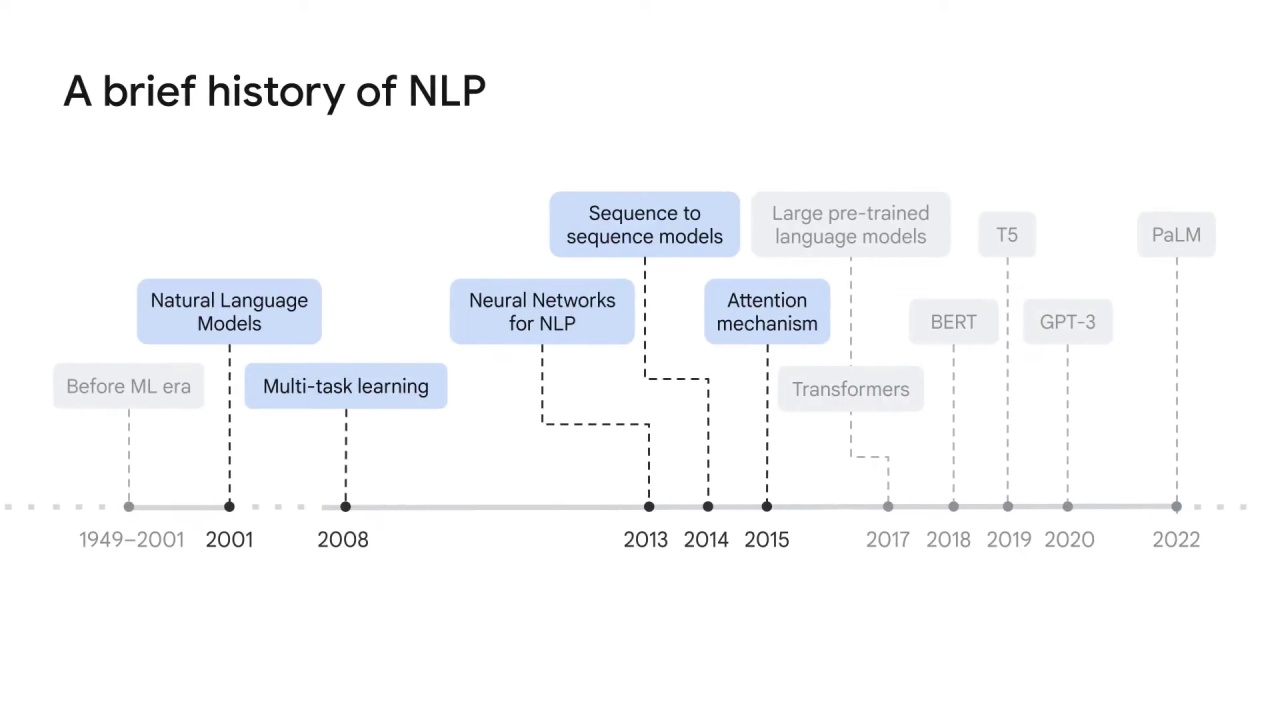 A brief history of NLP
Sequence to
sequence models
Large pre-trained
language models
T5
PaLM
Natural Language
Models
Neural Networks
for NLP
Attention
mechanism
BERT
GPT-3
Before ML era
Multi-task learning
Transformers
1949–2001
2001
2008
2013
2014
2015
2017
2018
2019
2020
2022